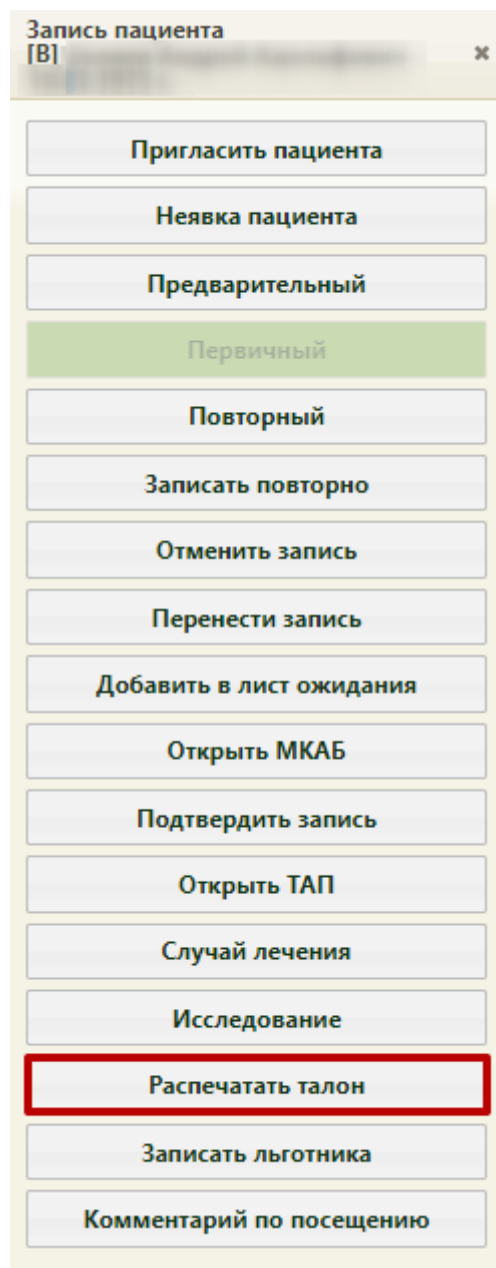 Запись пациента
[В]
Пригласить пациента
Неявка пациента
Предварительный
Первичный
Повторный
Записать повторно
Отменить запись
Перенести запись
Добавить в лист ожидания
Открыть МКАБ
Подтвердить запись
Открыть ТАП
Случай лечения
Исследование
Распечатать талон
Записать льготника
Комментарий по посещению